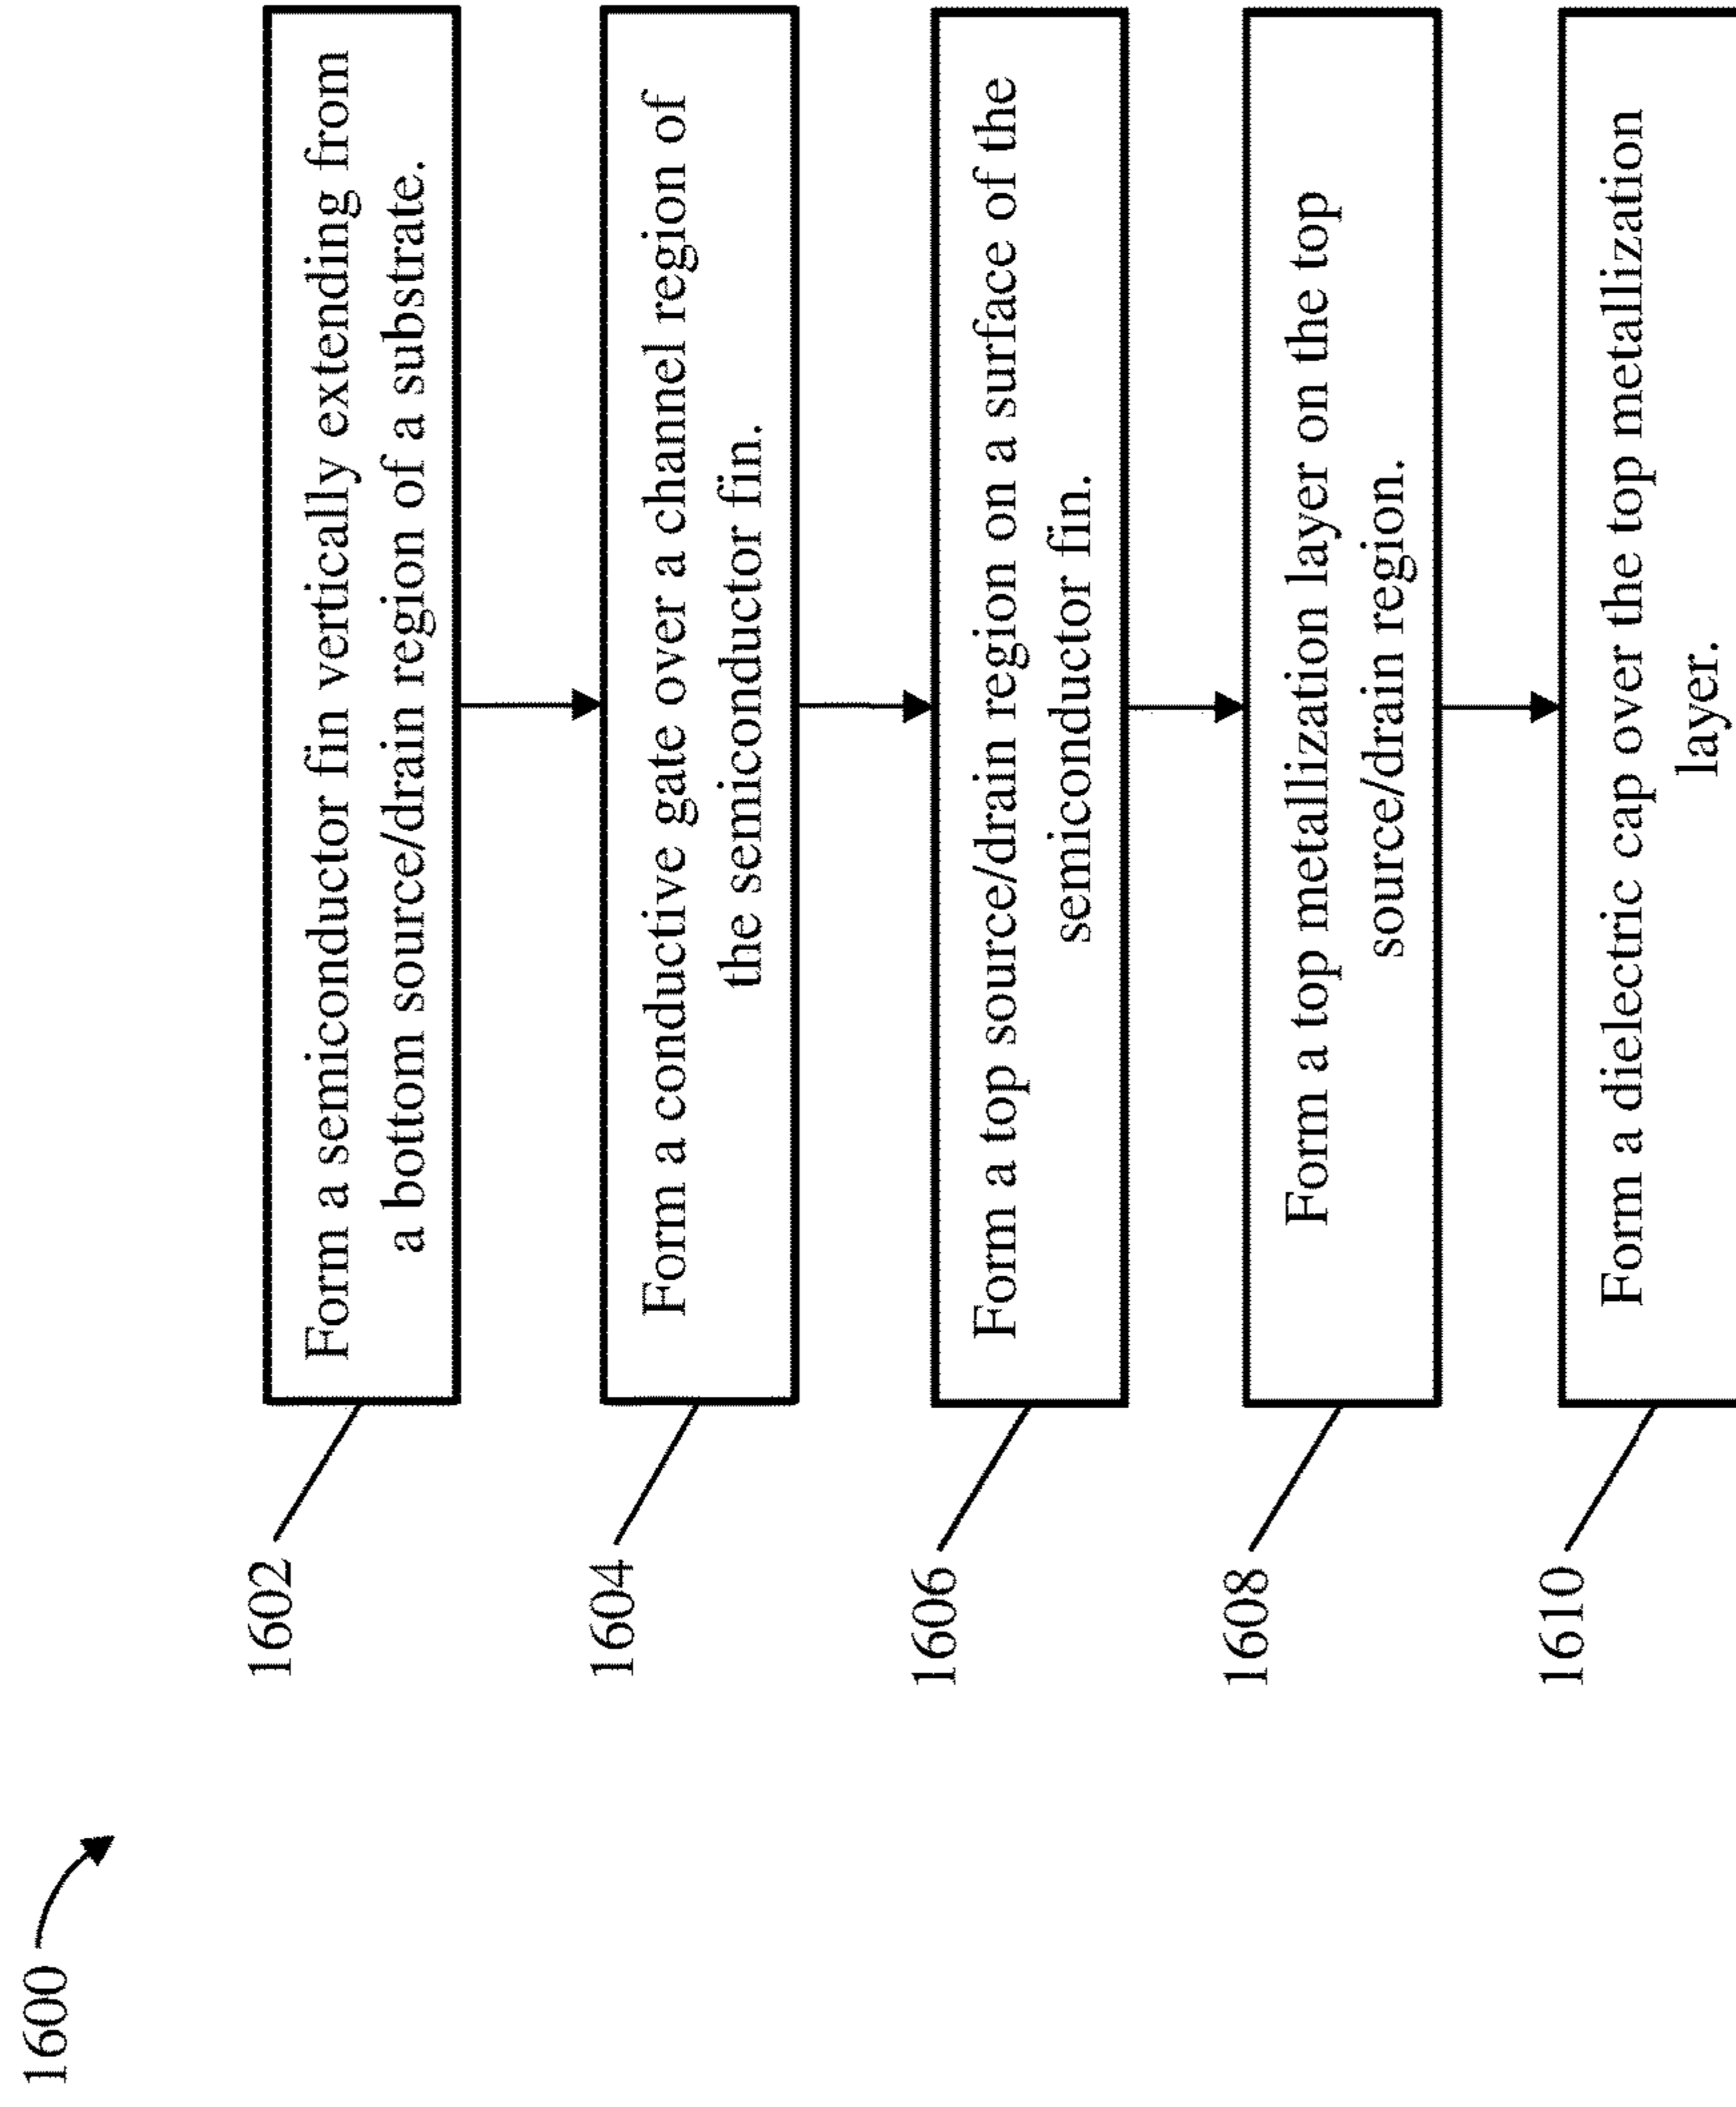 1600
1602
Form a semiconductor fin vertically extending from
a bottom source/drain region of a substrate.
1604
Form a conductive gate over a channel region of
the semiconductor fin.
1606
Form a top source/drain region on a surface of the
semiconductor fin.
1608
Form a top metallization layer on the top
source/drain region.
1610
Form a dielectric cap over the top metallization
layer.